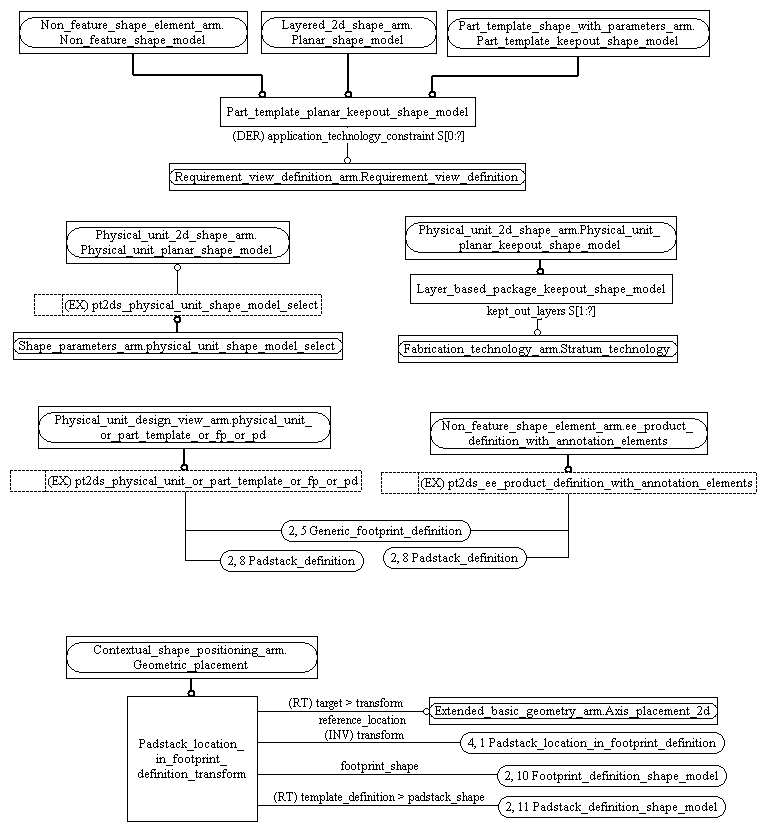 Non_feature_shape_element_arm.
Non_feature_shape_model
Layered_2d_shape_arm.
Planar_shape_model
Part_template_shape_with_parameters_arm.
Part_template_keepout_shape_model
Part_template_planar_keepout_shape_model
(DER) application_technology_constraint S[0:?]
Requirement_view_definition_arm.Requirement_view_definition
Physical_unit_2d_shape_arm.
Physical_unit_planar_shape_model
(EX) pt2ds_physical_unit_shape_model_select
Shape_parameters_arm.physical_unit_shape_model_select
Physical_unit_2d_shape_arm.Physical_unit_
planar_keepout_shape_model
Layer_based_package_keepout_shape_model
kept_out_layers S[1:?]
Fabrication_technology_arm.Stratum_technology
Physical_unit_design_view_arm.physical_unit_
or_part_template_or_fp_or_pd
(EX) pt2ds_physical_unit_or_part_template_or_fp_or_pd
Non_feature_shape_element_arm.ee_product_
definition_with_annotation_elements
(EX) pt2ds_ee_product_definition_with_annotation_elements
2, 5 Generic_footprint_definition
2, 8 Padstack_definition
2, 8 Padstack_definition
Contextual_shape_positioning_arm.
Geometric_placement
Padstack_location_
in_footprint_
definition_transform
(RT) target > transform
Extended_basic_geometry_arm.Axis_placement_2d
reference_location
(INV) transform
4, 1 Padstack_location_in_footprint_definition
footprint_shape
2, 10 Footprint_definition_shape_model
(RT) template_definition > padstack_shape
2, 11 Padstack_definition_shape_model